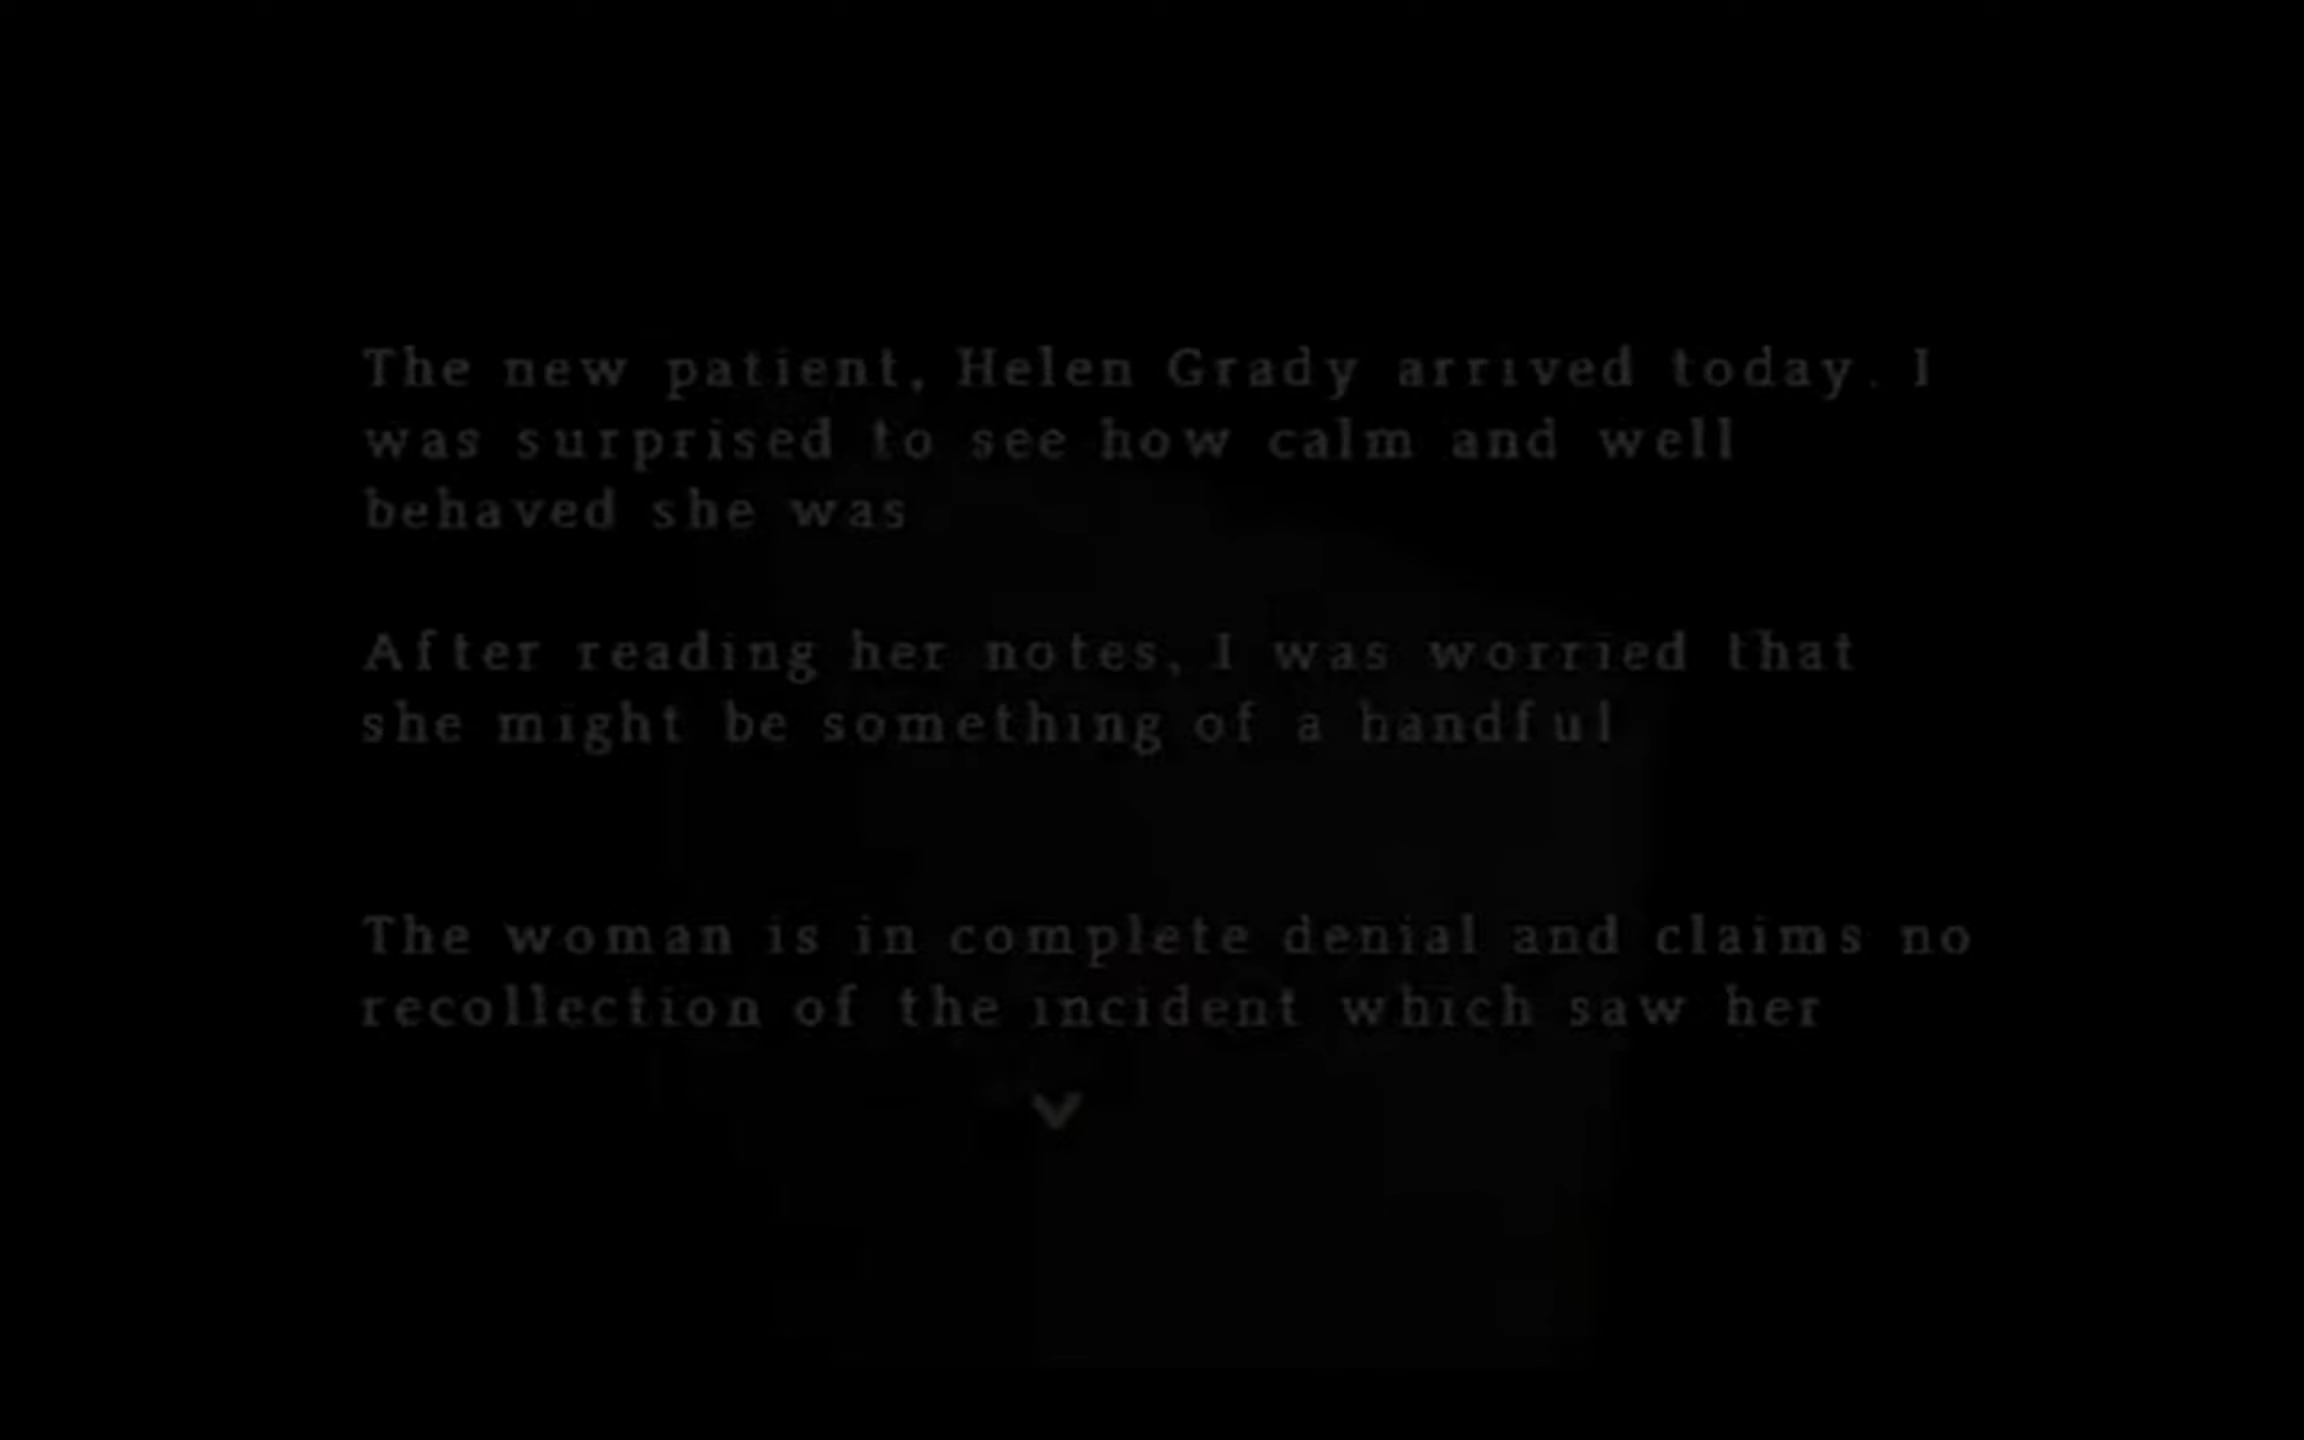 The new patient, Helen Grady arrived today. I
was surprised to see how calm and well
behaved she was
After reading her notes, I was worried that
she might be something of a handful
The woman is in complete denial and claims no
recollection of the incident which saw her